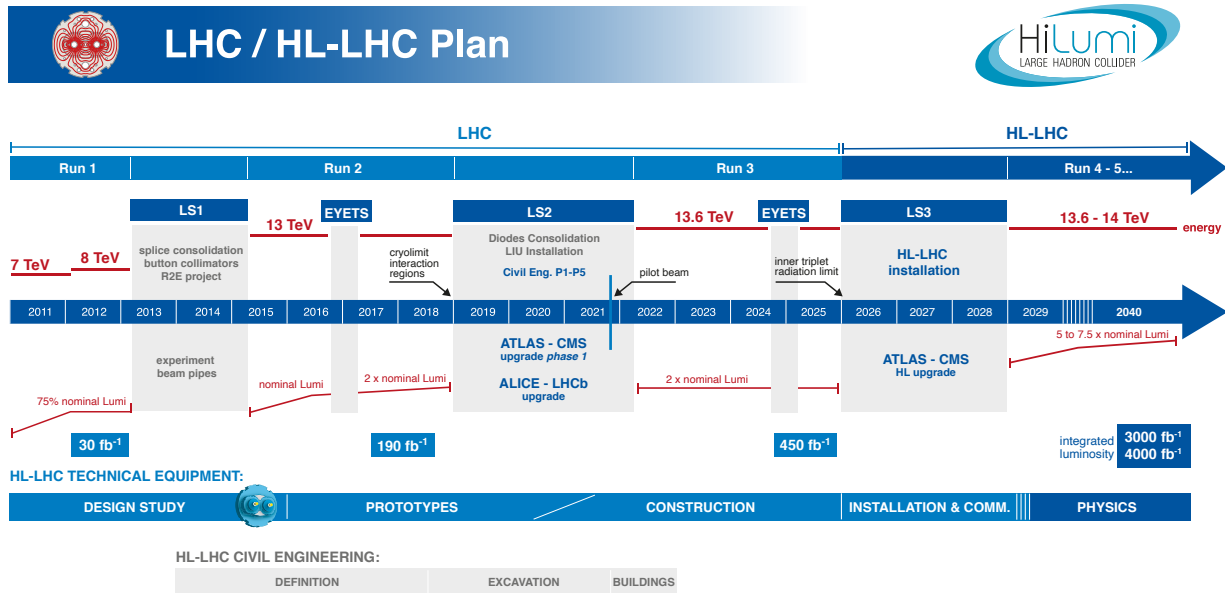 LHC / HL-LHC Plan
HiLumi
LARGE HADRON COLLIDER
LHC
HL-LHC
Run 1
Run 2
Run 3
Run 4 - 5...
LS1
EYETS
LS2
EYETS
LS3
7 TeV
8 TeV
13 TeV
13.6 TeV
13.6 - 14 TeV
energy
splice consolidation
button collimators
R2E project
cryolimit
interaction
regions
Diodes Consolidation
LIU Installation
Civil Eng. P1-P5
pilot beam
inner triplet
radiation limit
HL-LHC
installation
2011 2012 2013 2014 2015 2016 2017 2018 2019 2020 2021 2022 2023 2024 2025 2026 2027 2028 2029 2040
experiment
beam pipes
ATLAS - CMS
upgrade phase 1
ALICE - LHCb
upgrade
ATLAS - CMS
HL upgrade
75% nominal Lumi
nominal Lumi
2 x nominal Lumi
2 x nominal Lumi
5 to 7.5 x nominal Lumi
30 fb⁻¹
190 fb⁻¹
450 fb⁻¹
integrated
luminosity
3000 fb⁻¹
4000 fb⁻¹
HL-LHC TECHNICAL EQUIPMENT:
DESIGN STUDY
PROTOTYPES
CONSTRUCTION
INSTALLATION & COMM.
PHYSICS
HL-LHC CIVIL ENGINEERING:
DEFINITION
EXCAVATION
BUILDINGS